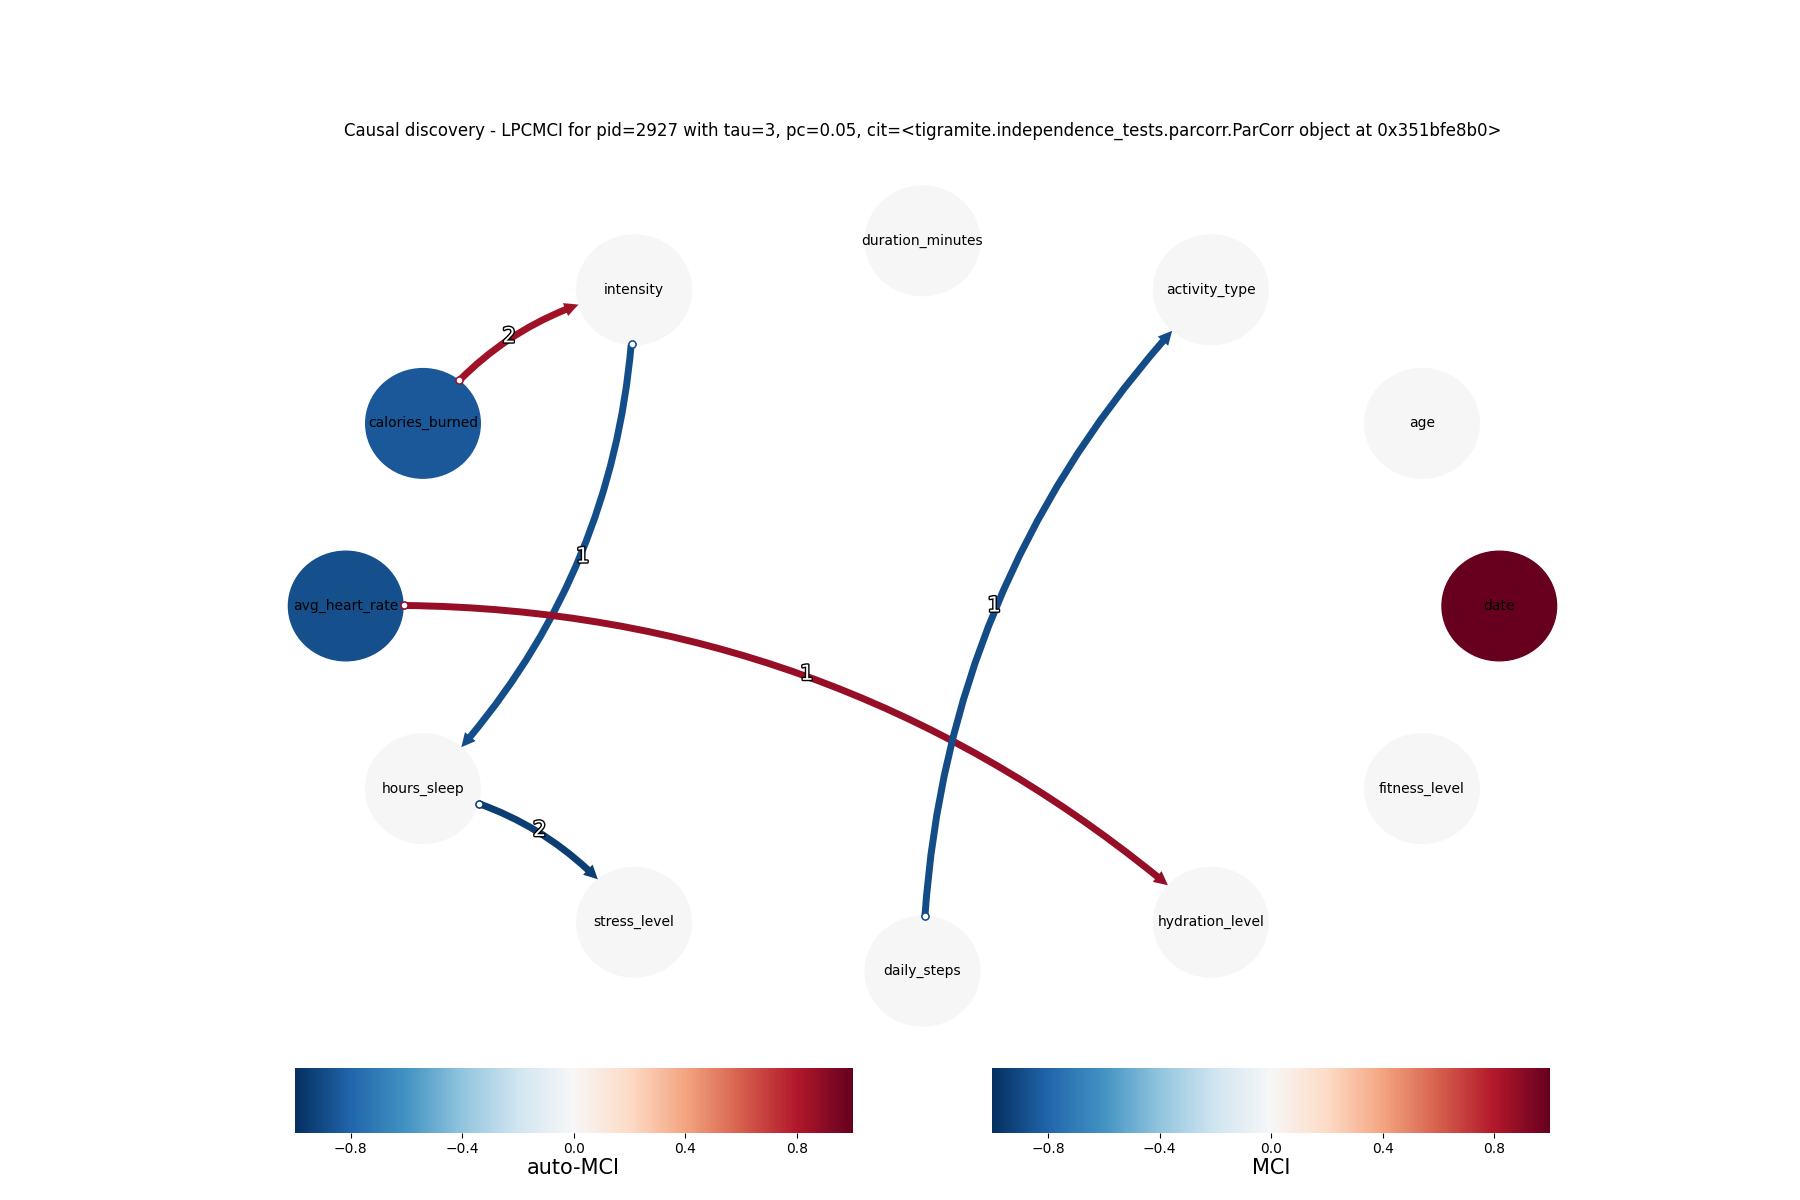 Causal discovery - LPCMCI for pid=2927 with tau=3, pc=0.05, cit=<tigramite.independence_tests.parcorr.ParCorr object at 0x351bfe8b0>
duration_minutes
intensity
activity_type
2
calories_burned
age
1
1
avg_heart_rate
date
1
hours_sleep
fitness_level
2
stress_level
hydration_level
daily_steps
−0.8 −0.4 0.0 0.4 0.8
auto-MCI
−0.8 −0.4 0.0 0.4 0.8
MCI